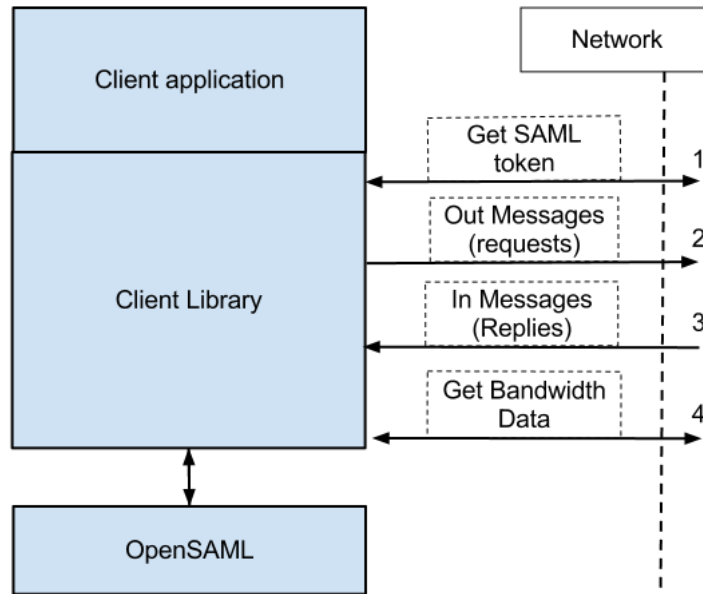 Client application
Network
Get SAML
token
1
Out Messages
(requests)
2
Client Library
In Messages
(Replies)
3
Get Bandwidth
Data
4
OpenSAML